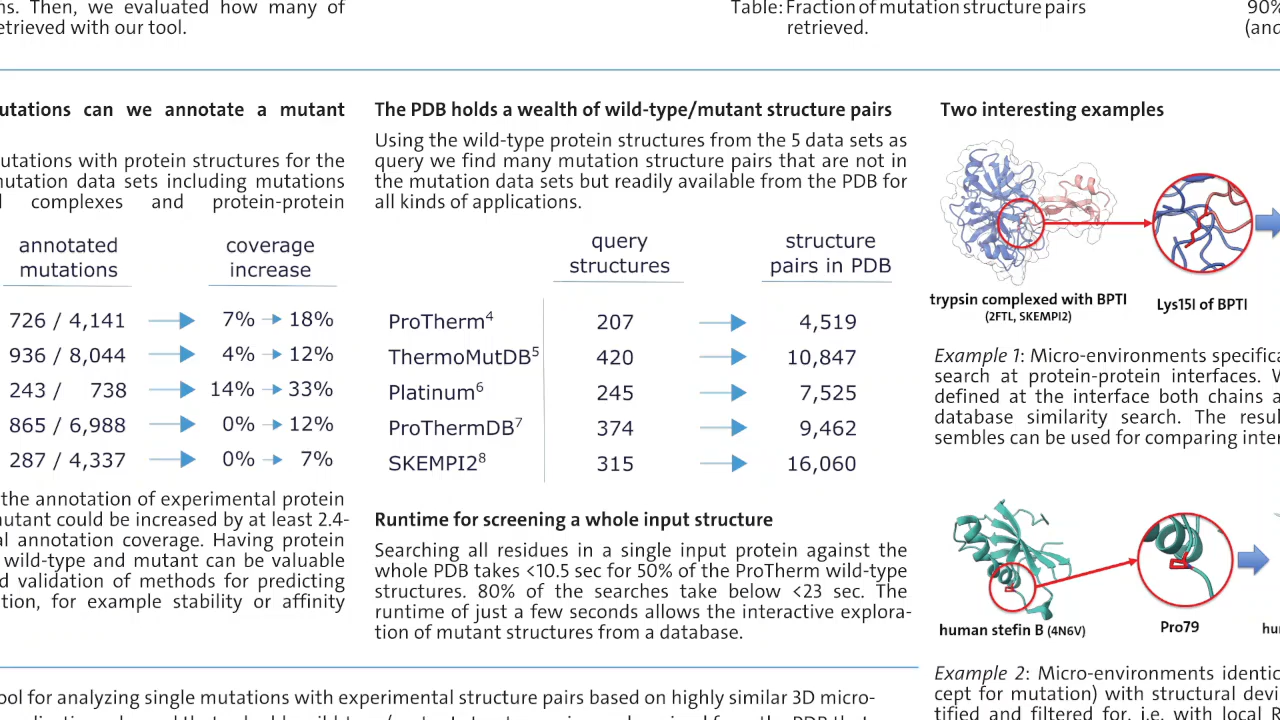 ns. Then, we evaluated how many of
etrieved with our tool.
Table: Fraction of mutation structure pairs
retrieved.
90%
(and
utations can we annotate a mutant
utations with protein structures for the
mutation data sets including mutations
complexes and protein-protein
annotated mutations
coverage increase
726 / 4,141 7% 18%
936 / 8,044 4% 12%
243 / 738 14% 33%
865 / 6,988 0% 12%
287 / 4,337 0% 7%
the annotation of experimental protein
mutant could be increased by at least 2.4-
al annotation coverage. Having protein
wild-type and mutant can be valuable
d validation of methods for predicting
tion, for example stability or affinity
The PDB holds a wealth of wild-type/mutant structure pairs
Using the wild-type protein structures from the 5 data sets as
query we find many mutation structure pairs that are not in
the mutation data sets but readily available from the PDB for
all kinds of applications.
query structures
structure pairs in PDB
ProTherm4 207 4,519
ThermoMutDB5 420 10,847
Platinum6 245 7,525
ProThermDB7 374 9,462
SKEMPI28 315 16,060
Runtime for screening a whole input structure
Searching all residues in a single input protein against the
whole PDB takes <10.5 sec for 50% of the ProTherm wild-type
structures. 80% of the searches take below <23 sec. The
runtime of just a few seconds allows the interactive explora-
tion of mutant structures from a database.
Two interesting examples
trypsin complexed with BPTI
(2FTL, SKEMPI2)
Lys15I of BPTI
Example 1: Micro-environments specifica
search at protein-protein interfaces. W
defined at the interface both chains a
database similarity search. The resul
sembles can be used for comparing inter
human stefin B (4N6V)
Pro79
hu
Example 2: Micro-environments identic
cept for mutation) with structural devi
tified and filtered for, i.e. with local R
ool for analyzing single mutations with experimental structure pairs based on highly similar 3D micro-